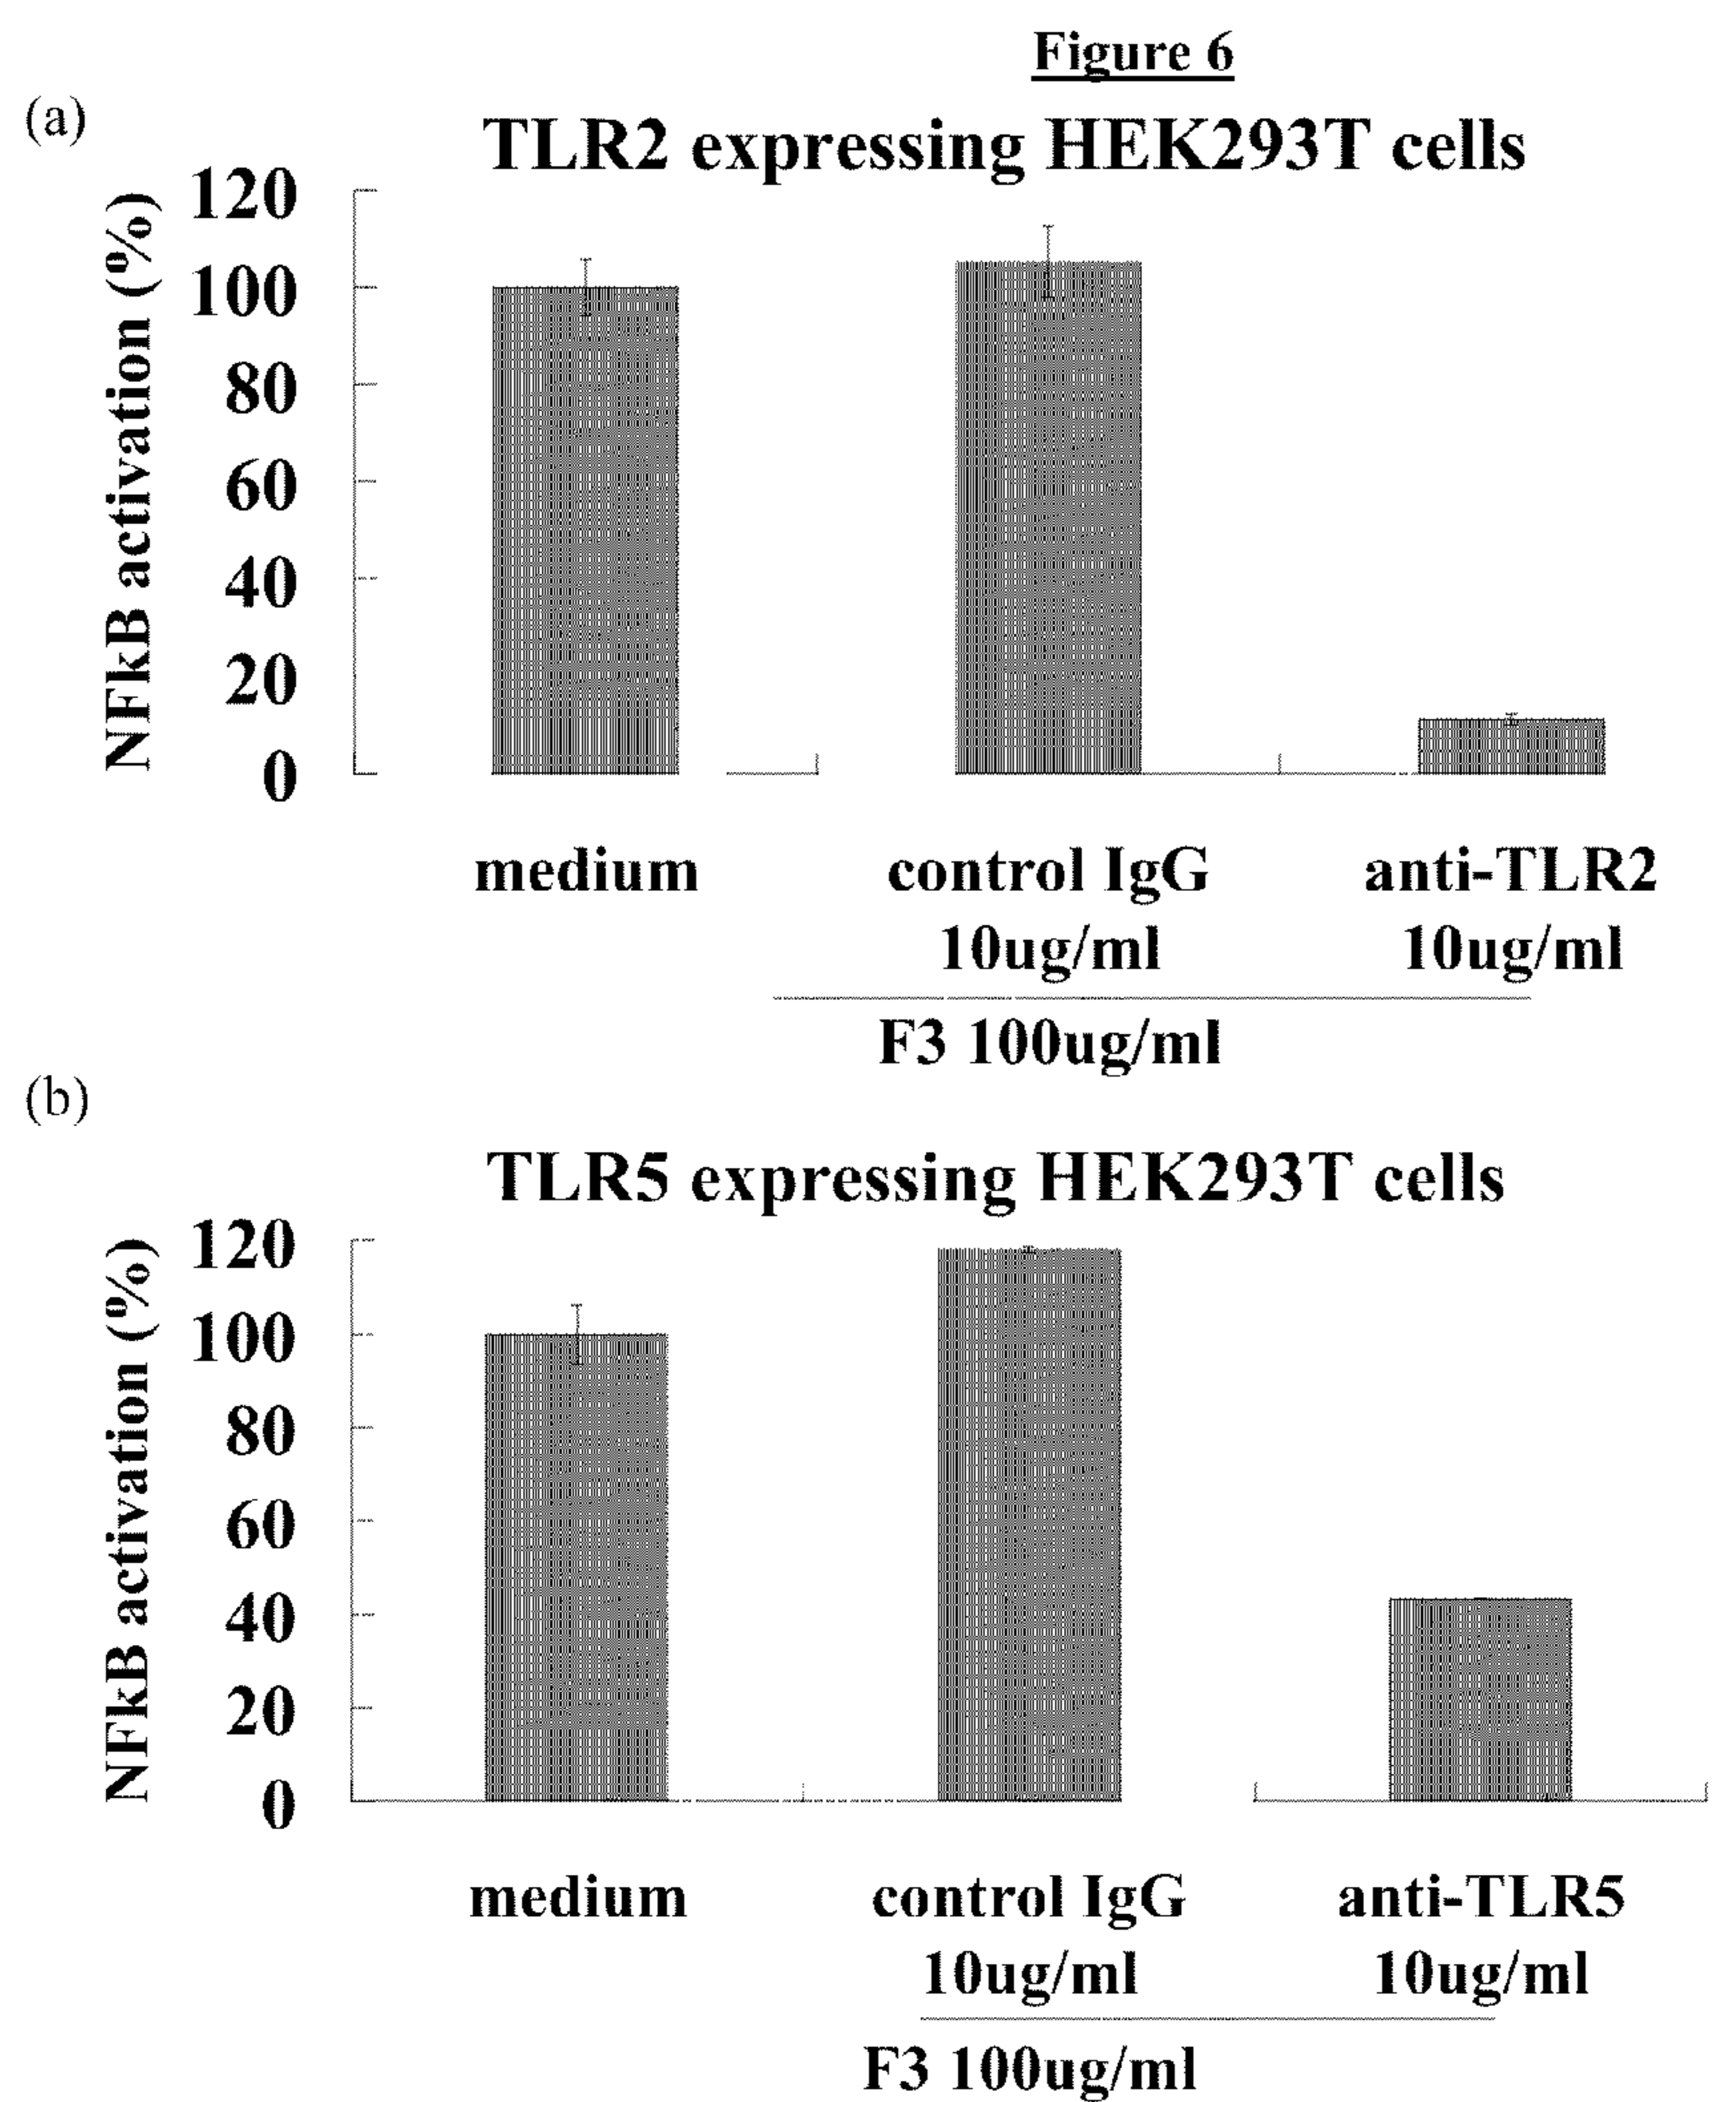 Figure 6
(a)
TLR2 expressing HEK293T cells
NFkB activation (%)
120
100
80
60
40
20
0
medium
control IgG
10ug/ml
anti-TLR2
10ug/ml
F3 100ug/ml
(b)
TLR5 expressing HEK293T cells
NFkB activation (%)
120
100
80
60
40
20
0
medium
control IgG
10ug/ml
anti-TLR5
10ug/ml
F3 100ug/ml